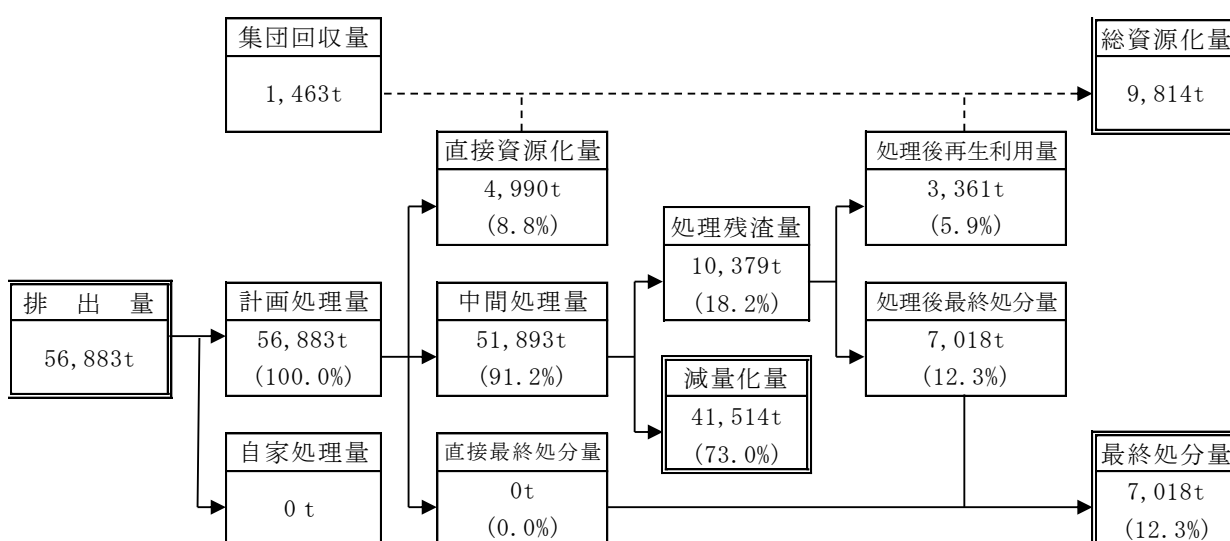 集団回収量
1,463t
総資源化量
9,814t
直接資源化量
4,990t
(8.8%)
処理後再生利用量
3,361t
(5.9%)
処理残渣量
10,379t
(18.2%)
排　出　量
56,883t
計画処理量
56,883t
(100.0%)
中間処理量
51,893t
(91.2%)
処理後最終処分量
7,018t
(12.3%)
減量化量
41,514t
(73.0%)
自家処理量
0 t
直接最終処分量
0t
(0.0%)
最終処分量
7,018t
(12.3%)